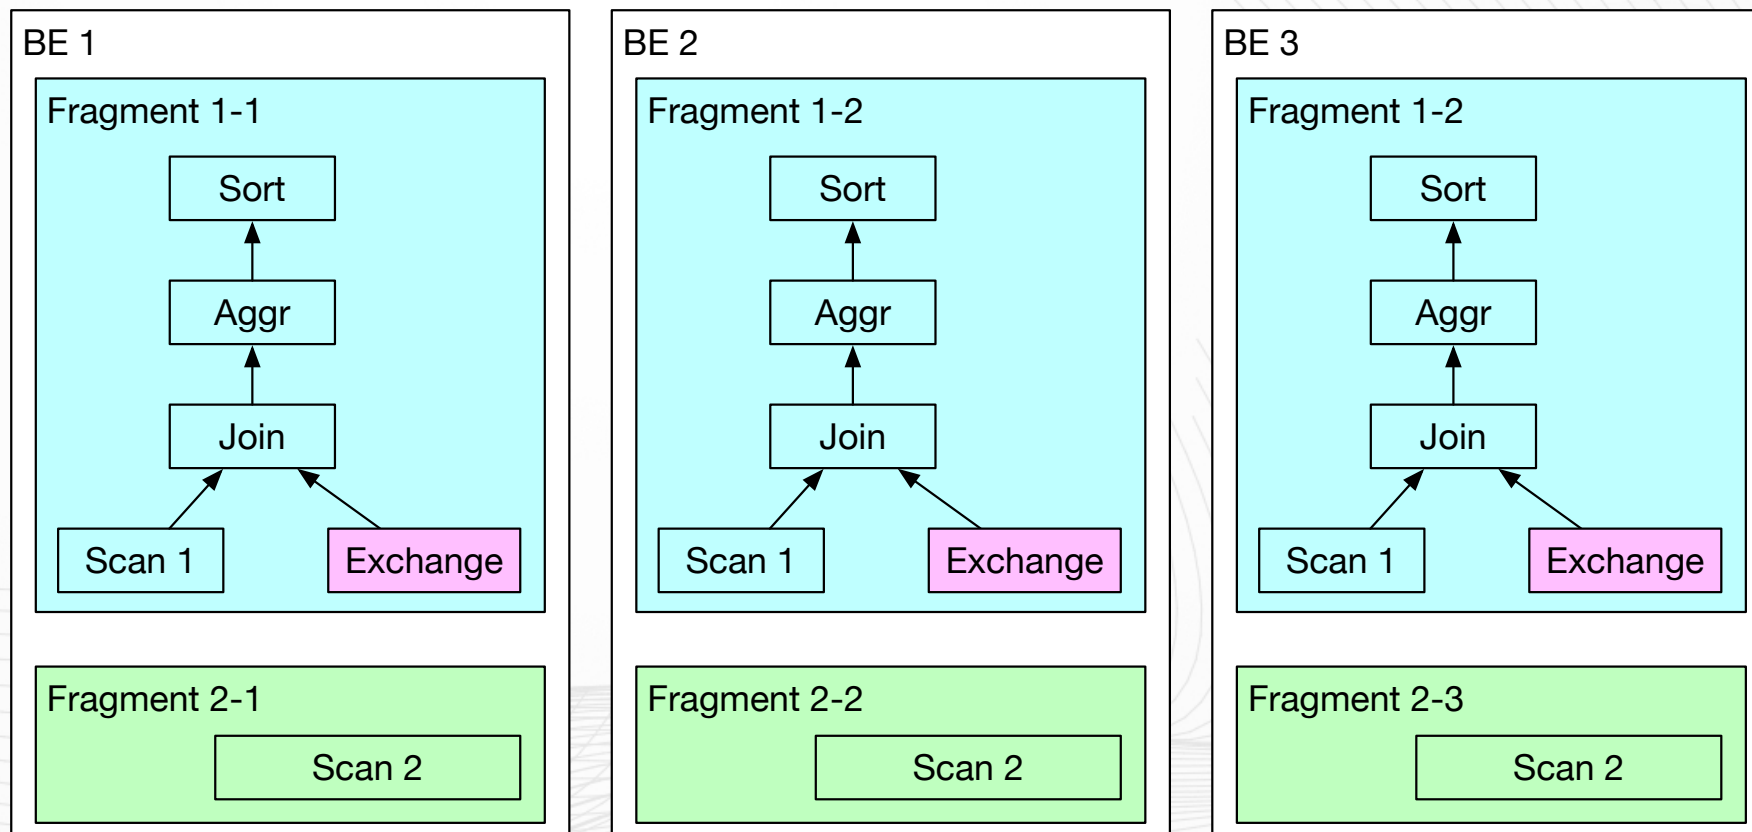 BE 1
Fragment 1-1
Sort
Aggr
Join
Scan 1
Exchange
Fragment 2-1
Scan 2
BE 2
Fragment 1-2
Sort
Aggr
Join
Scan 1
Exchange
Fragment 2-2
Scan 2
BE 3
Fragment 1-2
Sort
Aggr
Join
Scan 1
Exchange
Fragment 2-3
Scan 2